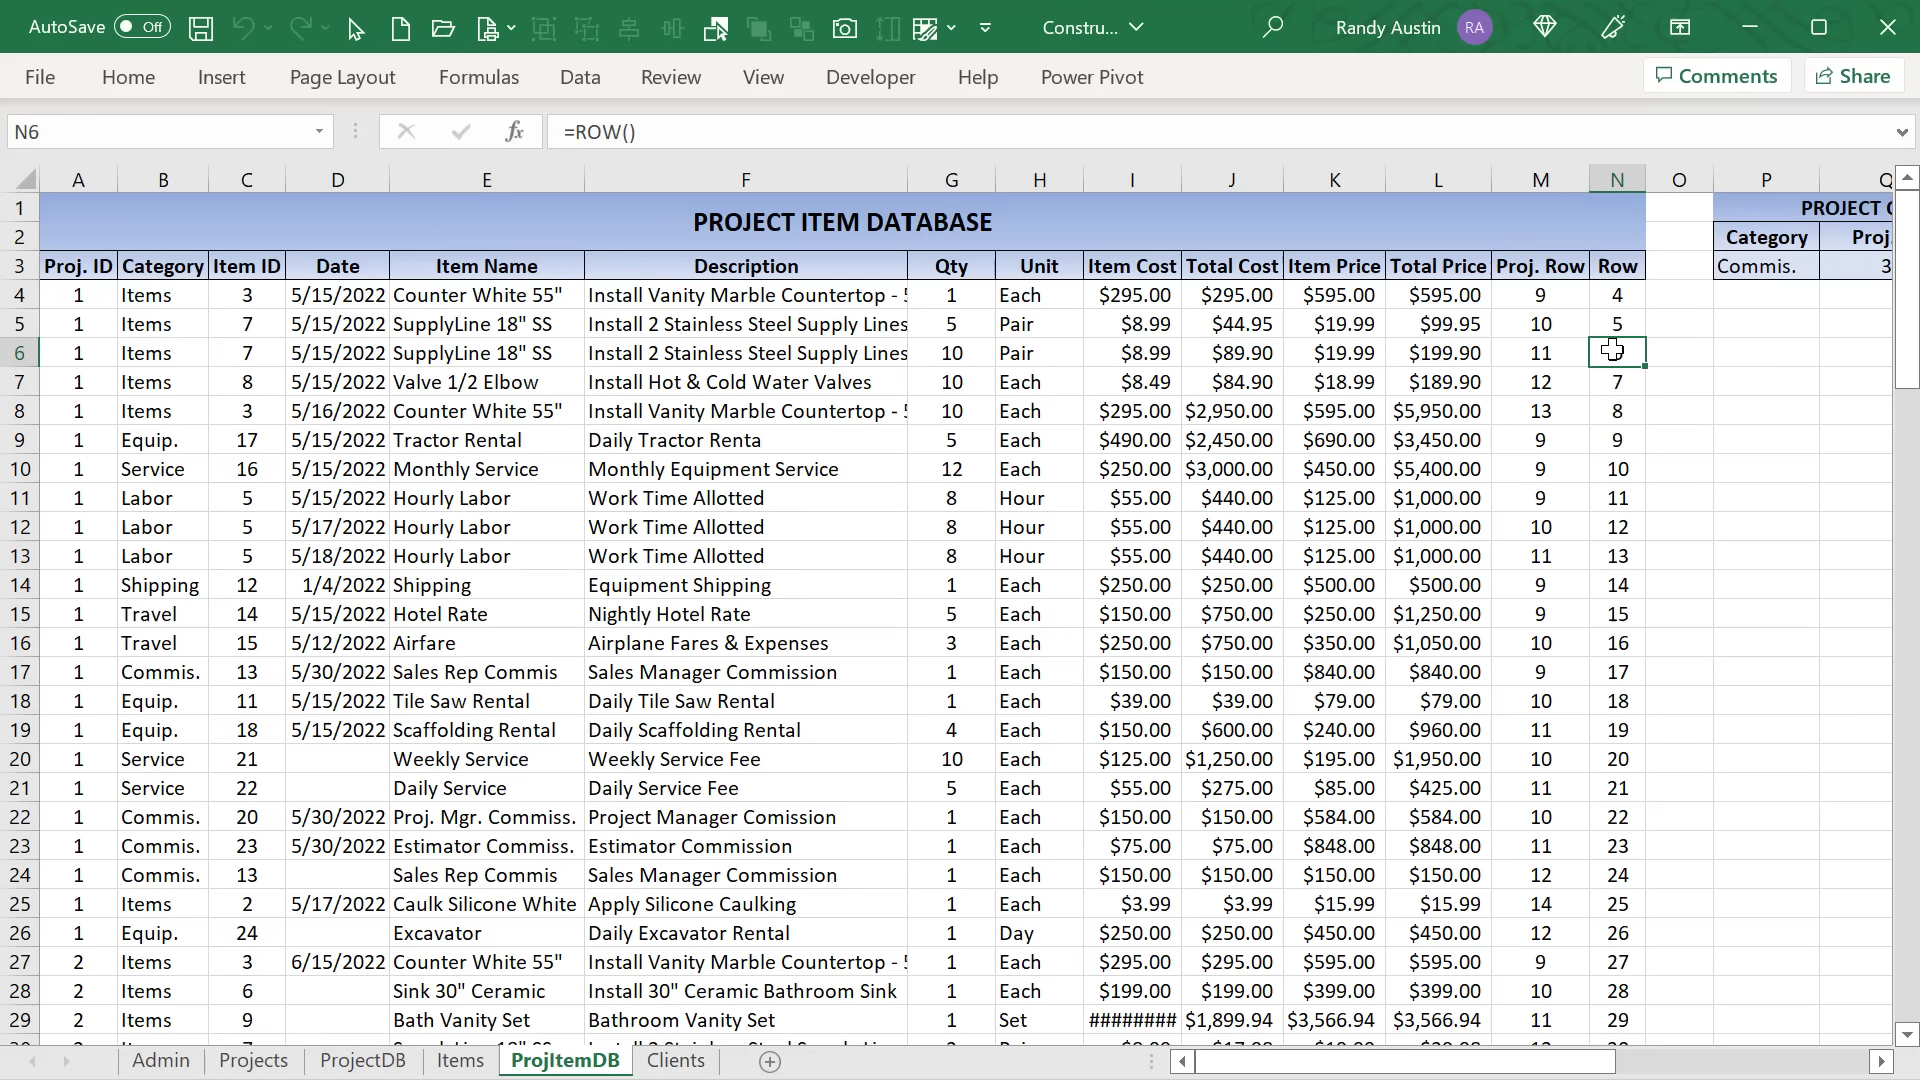 AutoSave Off Constru... Randy Austin RA
File Home Insert Page Layout Formulas Data Review View Developer Help Power Pivot Comments Share
N6 fx =ROW()
A B C D E F G H I J K L M N O P Q
1 PROJECT ITEM DATABASE PROJECT
2 Category Proj.
3 Proj. ID Category Item ID Date Item Name Description Qty Unit Item Cost Total Cost Item Price Total Price Proj. Row Row Commis. 3
4 1 Items 3 5/15/2022 Counter White 55" Install Vanity Marble Countertop - 1 Each $295.00 $295.00 $595.00 $595.00 9 4
5 1 Items 7 5/15/2022 SupplyLine 18" SS Install 2 Stainless Steel Supply Lines 5 Pair $8.99 $44.95 $19.99 $99.95 10 5
6 1 Items 7 5/15/2022 SupplyLine 18" SS Install 2 Stainless Steel Supply Lines 10 Pair $8.99 $89.90 $19.99 $199.90 11
7 1 Items 8 5/15/2022 Valve 1/2 Elbow Install Hot & Cold Water Valves 10 Each $8.49 $84.90 $18.99 $189.90 12 7
8 1 Items 3 5/16/2022 Counter White 55" Install Vanity Marble Countertop - 10 Each $295.00 $2,950.00 $595.00 $5,950.00 13 8
9 1 Equip. 17 5/15/2022 Tractor Rental Daily Tractor Renta 5 Each $490.00 $2,450.00 $690.00 $3,450.00 9 9
10 1 Service 16 5/15/2022 Monthly Service Monthly Equipment Service 12 Each $250.00 $3,000.00 $450.00 $5,400.00 9 10
11 1 Labor 5 5/15/2022 Hourly Labor Work Time Allotted 8 Hour $55.00 $440.00 $125.00 $1,000.00 9 11
12 1 Labor 5 5/17/2022 Hourly Labor Work Time Allotted 8 Hour $55.00 $440.00 $125.00 $1,000.00 10 12
13 1 Labor 5 5/18/2022 Hourly Labor Work Time Allotted 8 Hour $55.00 $440.00 $125.00 $1,000.00 11 13
14 1 Shipping 12 1/4/2022 Shipping Equipment Shipping 1 Each $250.00 $250.00 $500.00 $500.00 9 14
15 1 Travel 14 5/15/2022 Hotel Rate Nightly Hotel Rate 5 Each $150.00 $750.00 $250.00 $1,250.00 9 15
16 1 Travel 15 5/12/2022 Airfare Airplane Fares & Expenses 3 Each $250.00 $750.00 $350.00 $1,050.00 10 16
17 1 Commis. 13 5/30/2022 Sales Rep Commis Sales Manager Commission 1 Each $150.00 $150.00 $840.00 $840.00 9 17
18 1 Equip. 11 5/15/2022 Tile Saw Rental Daily Tile Saw Rental 1 Each $39.00 $39.00 $79.00 $79.00 10 18
19 1 Equip. 18 5/15/2022 Scaffolding Rental Daily Scaffolding Rental 4 Each $150.00 $600.00 $240.00 $960.00 11 19
20 1 Service 21 Weekly Service Weekly Service Fee 10 Each $125.00 $1,250.00 $195.00 $1,950.00 10 20
21 1 Service 22 Daily Service Daily Service Fee 5 Each $55.00 $275.00 $85.00 $425.00 11 21
22 1 Commis. 20 5/30/2022 Proj. Mgr. Commiss. Project Manager Comission 1 Each $150.00 $150.00 $584.00 $584.00 10 22
23 1 Commis. 23 5/30/2022 Estimator Commiss. Estimator Commission 1 Each $75.00 $75.00 $848.00 $848.00 11 23
24 1 Commis. 13 Sales Rep Commis Sales Manager Commission 1 Each $150.00 $150.00 $150.00 $150.00 12 24
25 1 Items 2 5/17/2022 Caulk Silicone White Apply Silicone Caulking 1 Each $3.99 $3.99 $15.99 $15.99 14 25
26 1 Equip. 24 Excavator Daily Excavator Rental 1 Day $250.00 $250.00 $450.00 $450.00 12 26
27 2 Items 3 6/15/2022 Counter White 55" Install Vanity Marble Countertop - 1 Each $295.00 $295.00 $595.00 $595.00 9 27
28 2 Items 6 Sink 30" Ceramic Install 30" Ceramic Bathroom Sink 1 Each $199.00 $199.00 $399.00 $399.00 10 28
29 2 Items 9 Bath Vanity Set Bathroom Vanity Set 1 Set ######## $1,899.94 $3,566.94 $3,566.94 11 29
Admin Projects ProjectDB Items ProjItemDB Clients